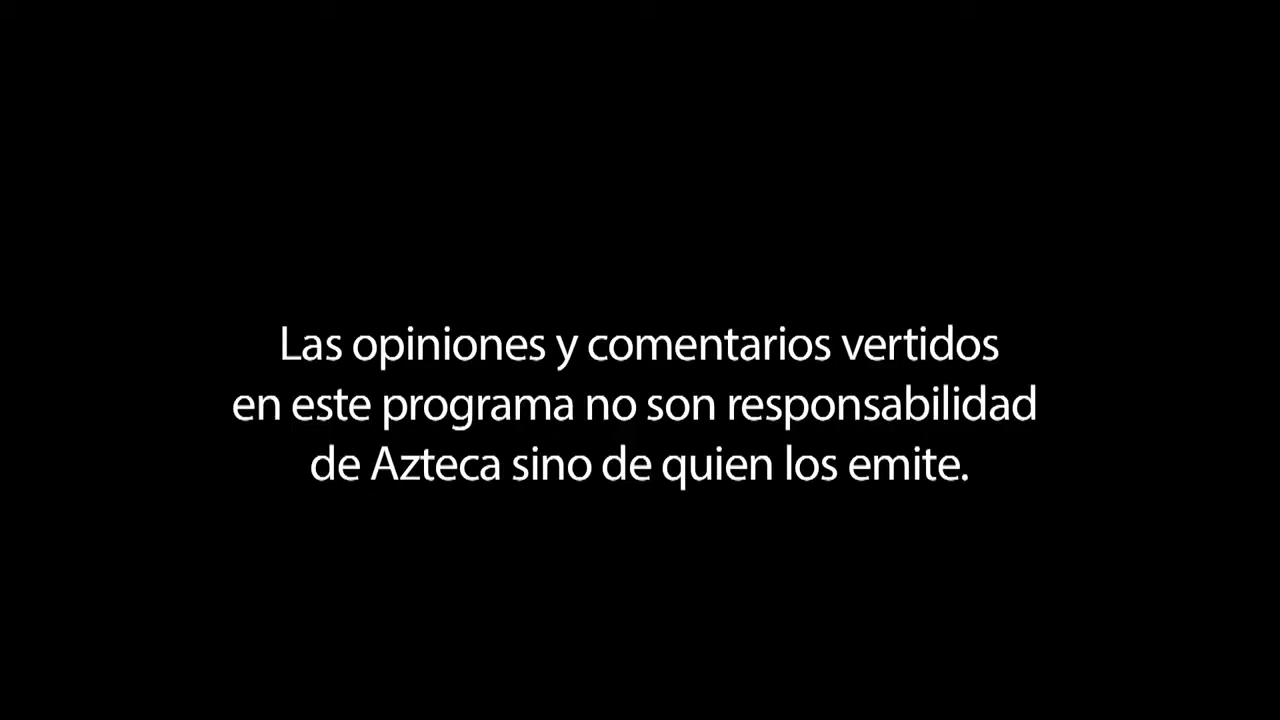 Las opiniones y comentarios vertidos
en este programa no son responsabilidad
de Azteca sino de quien los emite.